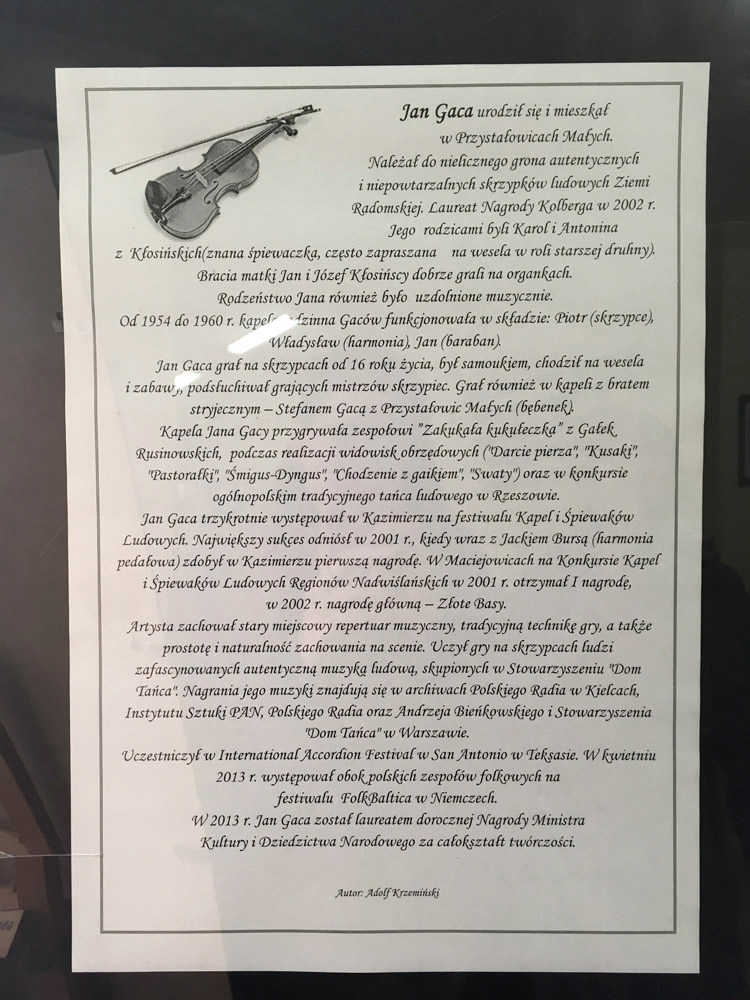 Jan Gaca urodził się i mieszkał
w Przystałowicach Małych.
Należał do nielicznego grona autentycznych
i niepowtarzalnych skrzypków ludowych Ziemi
Radomskiej. Laureat Nagrody Kolberga w 2002 r.
Jego rodzicami byli Karol i Antonina
z Kłosińskich(znana śpiewaczka, często zapraszana na wesela w roli starszej druhny).
Bracia matki Jan i Józef Kłosińscy dobrze grali na organkach.
Rodzeństwo Jana również było uzdolnione muzycznie.
Od 1954 do 1960 r. kapela rodzinna Gaców funkcjonowała w składzie: Piotr (skrzypce),
Władysław (harmonia), Jan (baraban).
Jan Gaca grał na skrzypcach od 16 roku życia, był samoukiem, chodził na wesela
i zabawy, podsłuchiwał grających mistrzów skrzypiec. Grał również w kapeli z bratem
stryjecznym – Stefanem Gacą z Przystałowic Małych (bębenek).
Kapela Jana Gacy przygrywała zespołowi "Zakukała kukułeczka" z Gałek
Rusinowskich, podczas realizacji widowisk obrzędowych ("Darcie pierza", "Kusaki",
"Pastorałki", "Śmigus-Dyngus", "Chodzenie z gaikiem", "Swaty") oraz w konkursie
ogólnopolskim tradycyjnego tańca ludowego w Rzeszowie.
Jan Gaca trzykrotnie występował w Kazimierzu na festiwalu Kapel i Śpiewaków
Ludowych. Największy sukces odniósł w 2001 r., kiedy wraz z Jackiem Bursą (harmonia
pedałowa) zdobył w Kazimierzu pierwszą nagrodę. W Maciejowicach na Konkursie Kapel
i Śpiewaków Ludowych Regionów Nadwiślańskich w 2001 r. otrzymał I nagrodę,
w 2002 r. nagrodę główną – Złote Basy.
Artysta zachował stary miejscowy repertuar muzyczny, tradycyjną technikę gry, a także
prostotę i naturalność zachowania na scenie. Uczył gry na skrzypcach ludzi
zafascynowanych autentyczną muzyką ludową, skupionych w Stowarzyszeniu "Dom
Tańca". Nagrania jego muzyki znajdują się w archiwach Polskiego Radia w Kielcach,
Instytutu Sztuki PAN, Polskiego Radia oraz Andrzeja Bieńkowskiego i Stowarzyszenia
"Dom Tańca" w Warszawie.
Uczestniczył w International Accordion Festival w San Antonio w Teksasie. W kwietniu
2013 r. występował obok polskich zespołów folkowych na
festiwalu FolkBaltica w Niemczech.
W 2013 r. Jan Gaca został laureatem dorocznej Nagrody Ministra
Kultury i Dziedzictwa Narodowego za całokształt twórczości.
Autor: Adolf Krzemiński